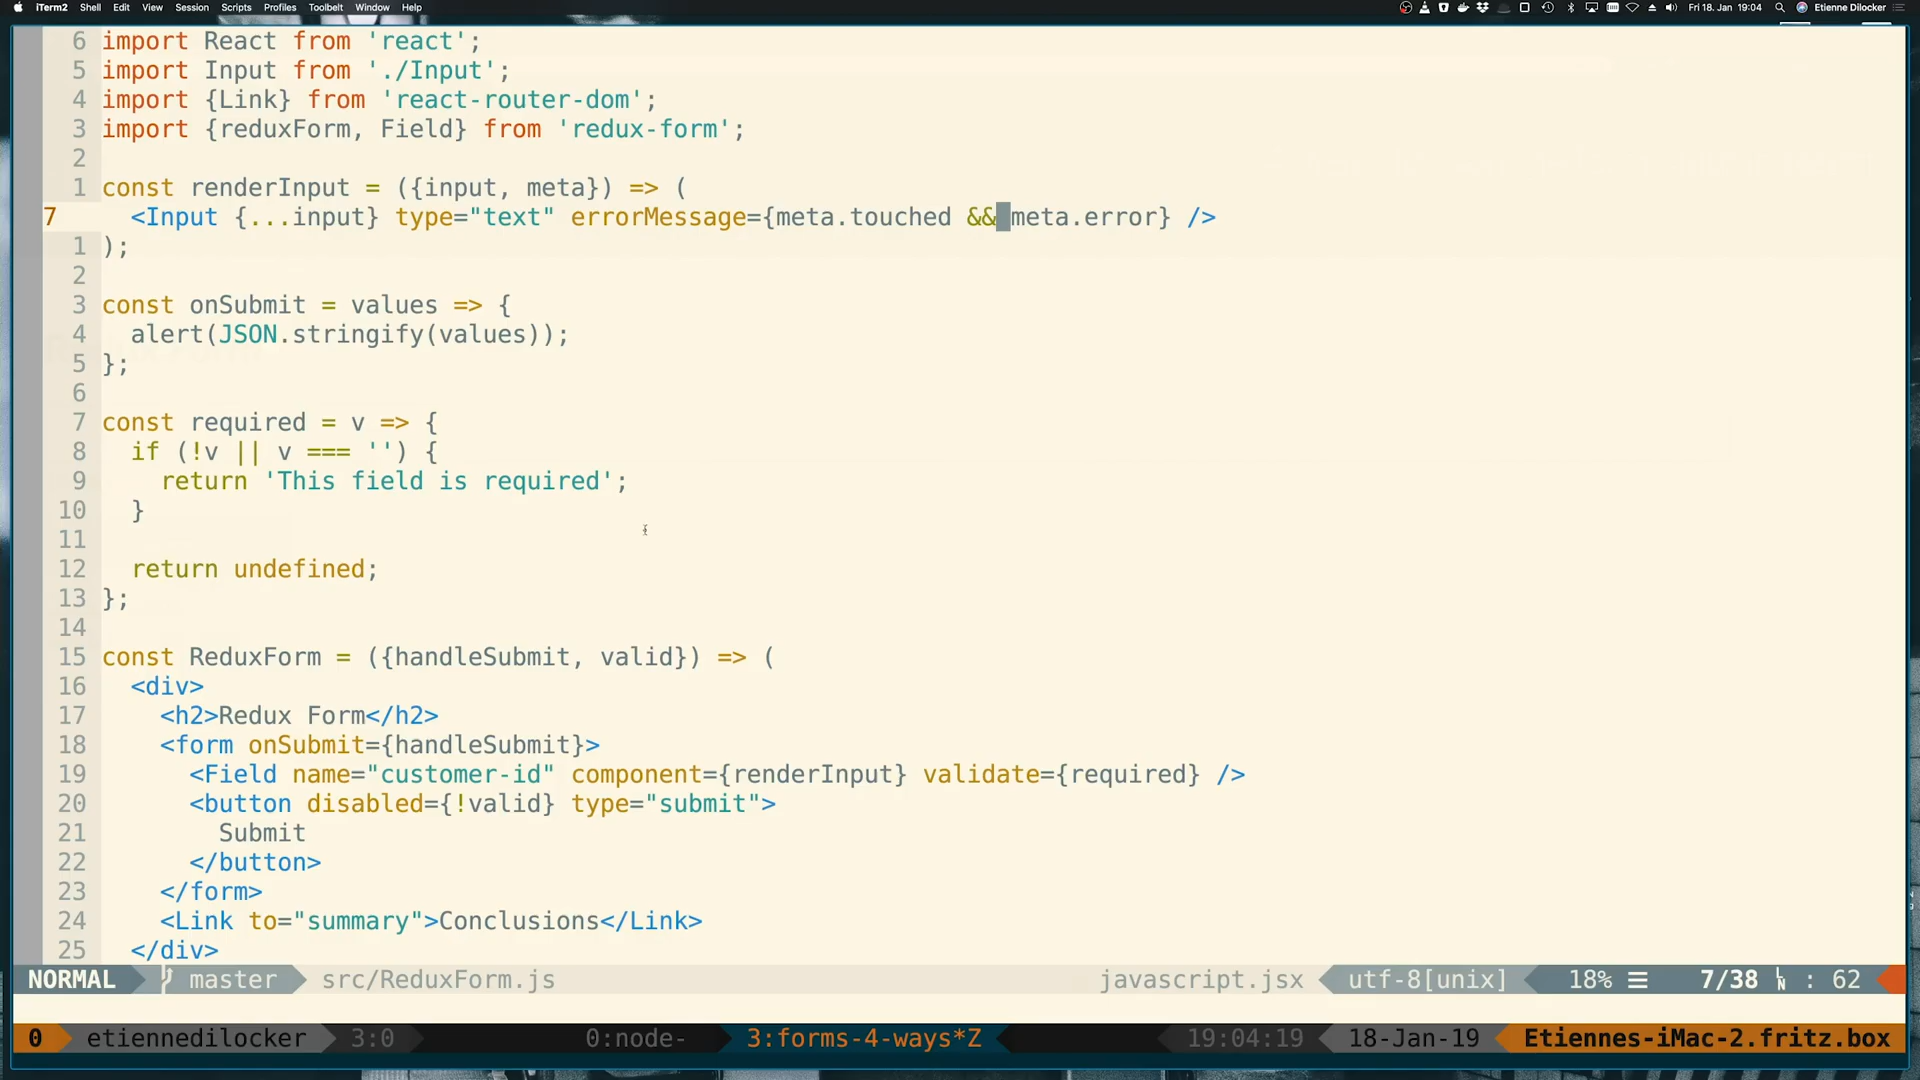 iTerm2 Shell Edit View Session Scripts Profiles Toolbelt Window Help Fri 18. Jan 19:04 Etienne Dilocker
6 import React from 'react';
5 import Input from './Input';
4 import {Link} from 'react-router-dom';
3 import {reduxForm, Field} from 'redux-form';
2
1 const renderInput = ({input, meta}) => (
7 <Input {...input} type="text" errorMessage={meta.touched && meta.error} />
1 );
2
3 const onSubmit = values => {
4 alert(JSON.stringify(values));
5 };
6
7 const required = v => {
8 if (!v || v === '') {
9 return 'This field is required';
10 }
11
12 return undefined;
13 };
14
15 const ReduxForm = ({handleSubmit, valid}) => (
16 <div>
17 <h2>Redux Form</h2>
18 <form onSubmit={handleSubmit}>
19 <Field name="customer-id" component={renderInput} validate={required} />
20 <button disabled={!valid} type="submit">
21 Submit
22 </button>
23 </form>
24 <Link to="summary">Conclusions</Link>
25 </div>
NORMAL master src/ReduxForm.js javascript.jsx utf-8[unix] 18% ☰ 7/38 : 62
0 etiennedilocker 3:0 0:node- 3:forms-4-ways*Z 19:04:19 18-Jan-19 Etiennes-iMac-2.fritz.box